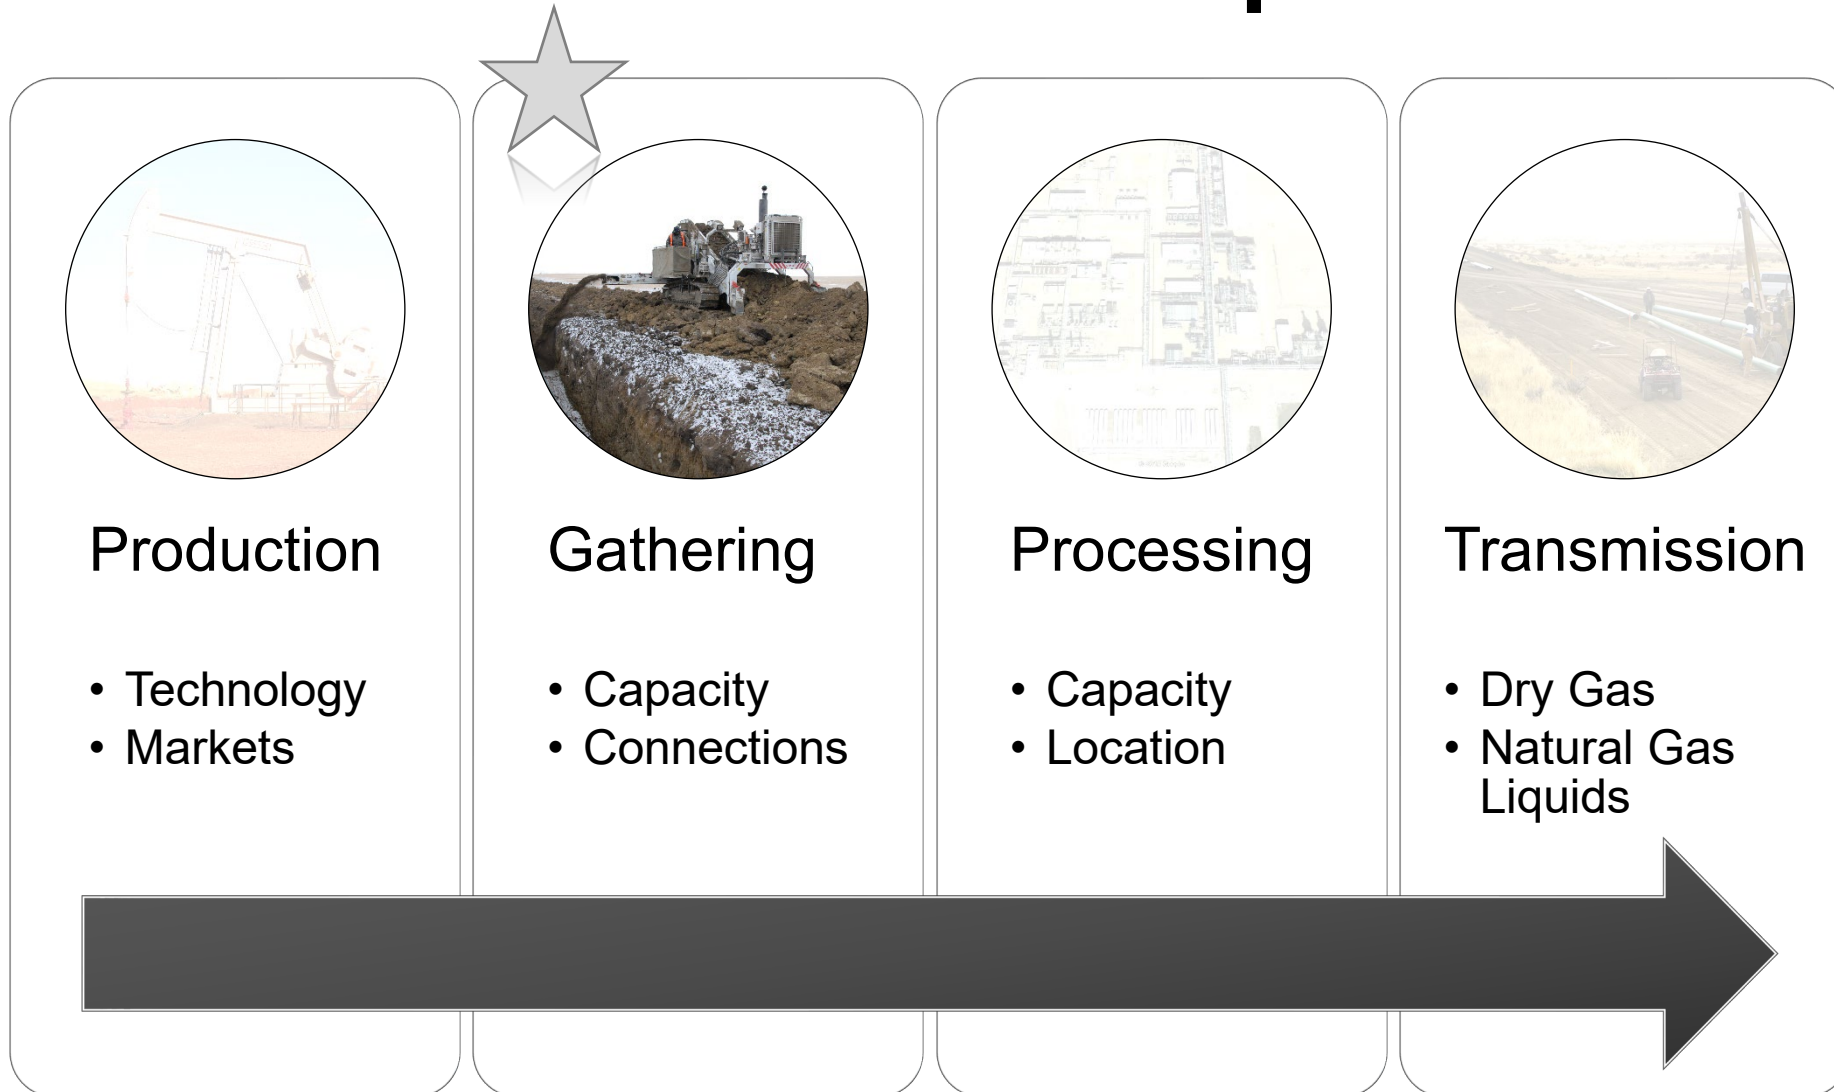 Production
• Technology
• Markets
Gathering
• Capacity
• Connections
Processing
• Capacity
• Location
Transmission
• Dry Gas
• Natural Gas
Liquids